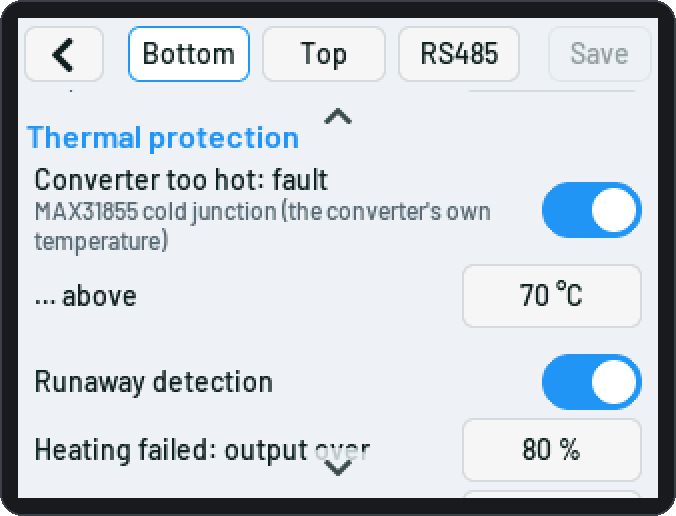 Bottom
Top
RS485
Save
Thermal protection
Converter too hot: fault
MAX31855 cold junction (the converter's own
temperature)
... above
70 °C
Runaway detection
Heating failed: output over
80 %